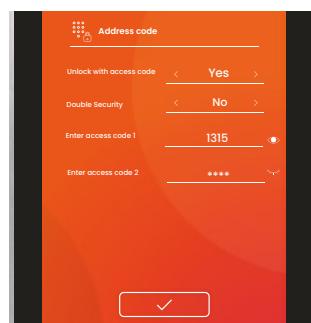 Address code
Unlock with access code < Yes >
Double Security < No >
Enter access code 1 1315
Enter access code 2 ****